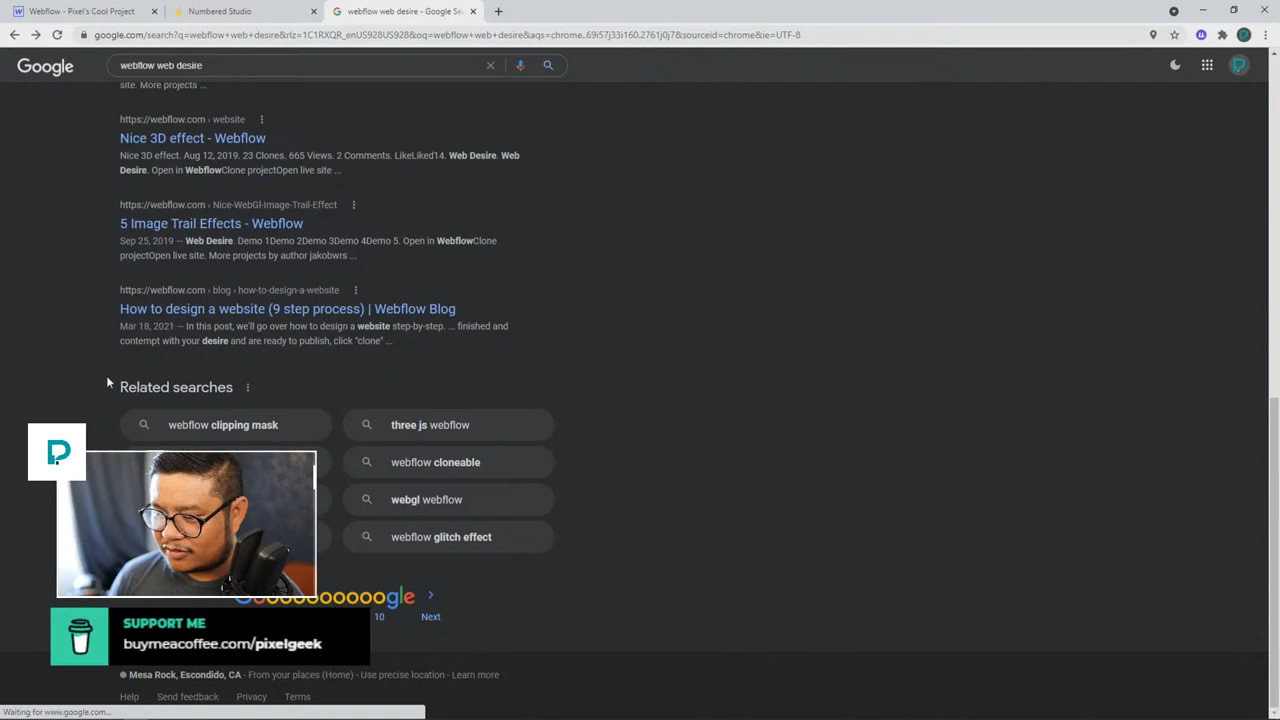 Webflow - Pixel's Cool Project
Numbered Studio
webflow web desire - Google Se
google.com/search?q=webflow+web+desire&rlz=1C1RXQR_enUS928US928&oq=webflow+web+desire&aqs=chrome..69i57j33i160.2761j0j7&sourceid=chrome&ie=UTF-8
Google
webflow web desire
site. More projects ...
https://webflow.com › website
Nice 3D effect - Webflow
Nice 3D effect. Aug 12, 2019. 23 Clones. 665 Views. 2 Comments. LikeLiked14. Web Desire. Web
Desire. Open in WebflowClone projectOpen live site ...
https://webflow.com › Nice-WebGl-Image-Trail-Effect
5 Image Trail Effects - Webflow
Sep 25, 2019 — Web Desire. Demo 1Demo 2Demo 3Demo 4Demo 5. Open in WebflowClone
projectOpen live site. More projects by author jakobwrs ...
https://webflow.com › blog › how-to-design-a-website
How to design a website (9 step process) | Webflow Blog
Mar 18, 2021 — In this post, we'll go over how to design a website step-by-step. ... finished and
contempt with your desire and are ready to publish, click "clone" ...
Related searches
webflow clipping mask
three js webflow
webflow cloneable
webgl webflow
webflow glitch effect
10
Next
SUPPORT ME
buymeacoffee.com/pixelgeek
Mesa Rock, Escondido, CA - From your places (Home) - Use precise location - Learn more
Help Send feedback Privacy Terms
Waiting for www.google.com...